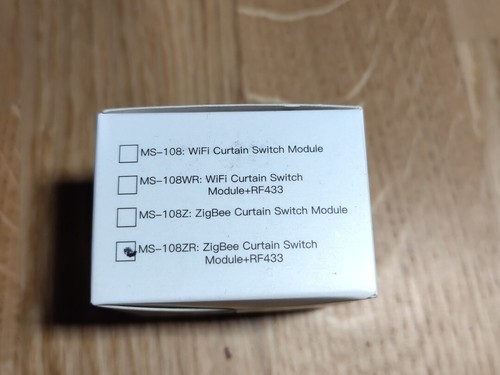 MS-108: WiFi Curtain Switch Module
MS-108WR: WiFi Curtain Switch
Module+RF433
MS-108Z: ZigBee Curtain Switch Module
MS-108ZR: ZigBee Curtain Switch
Module+RF433